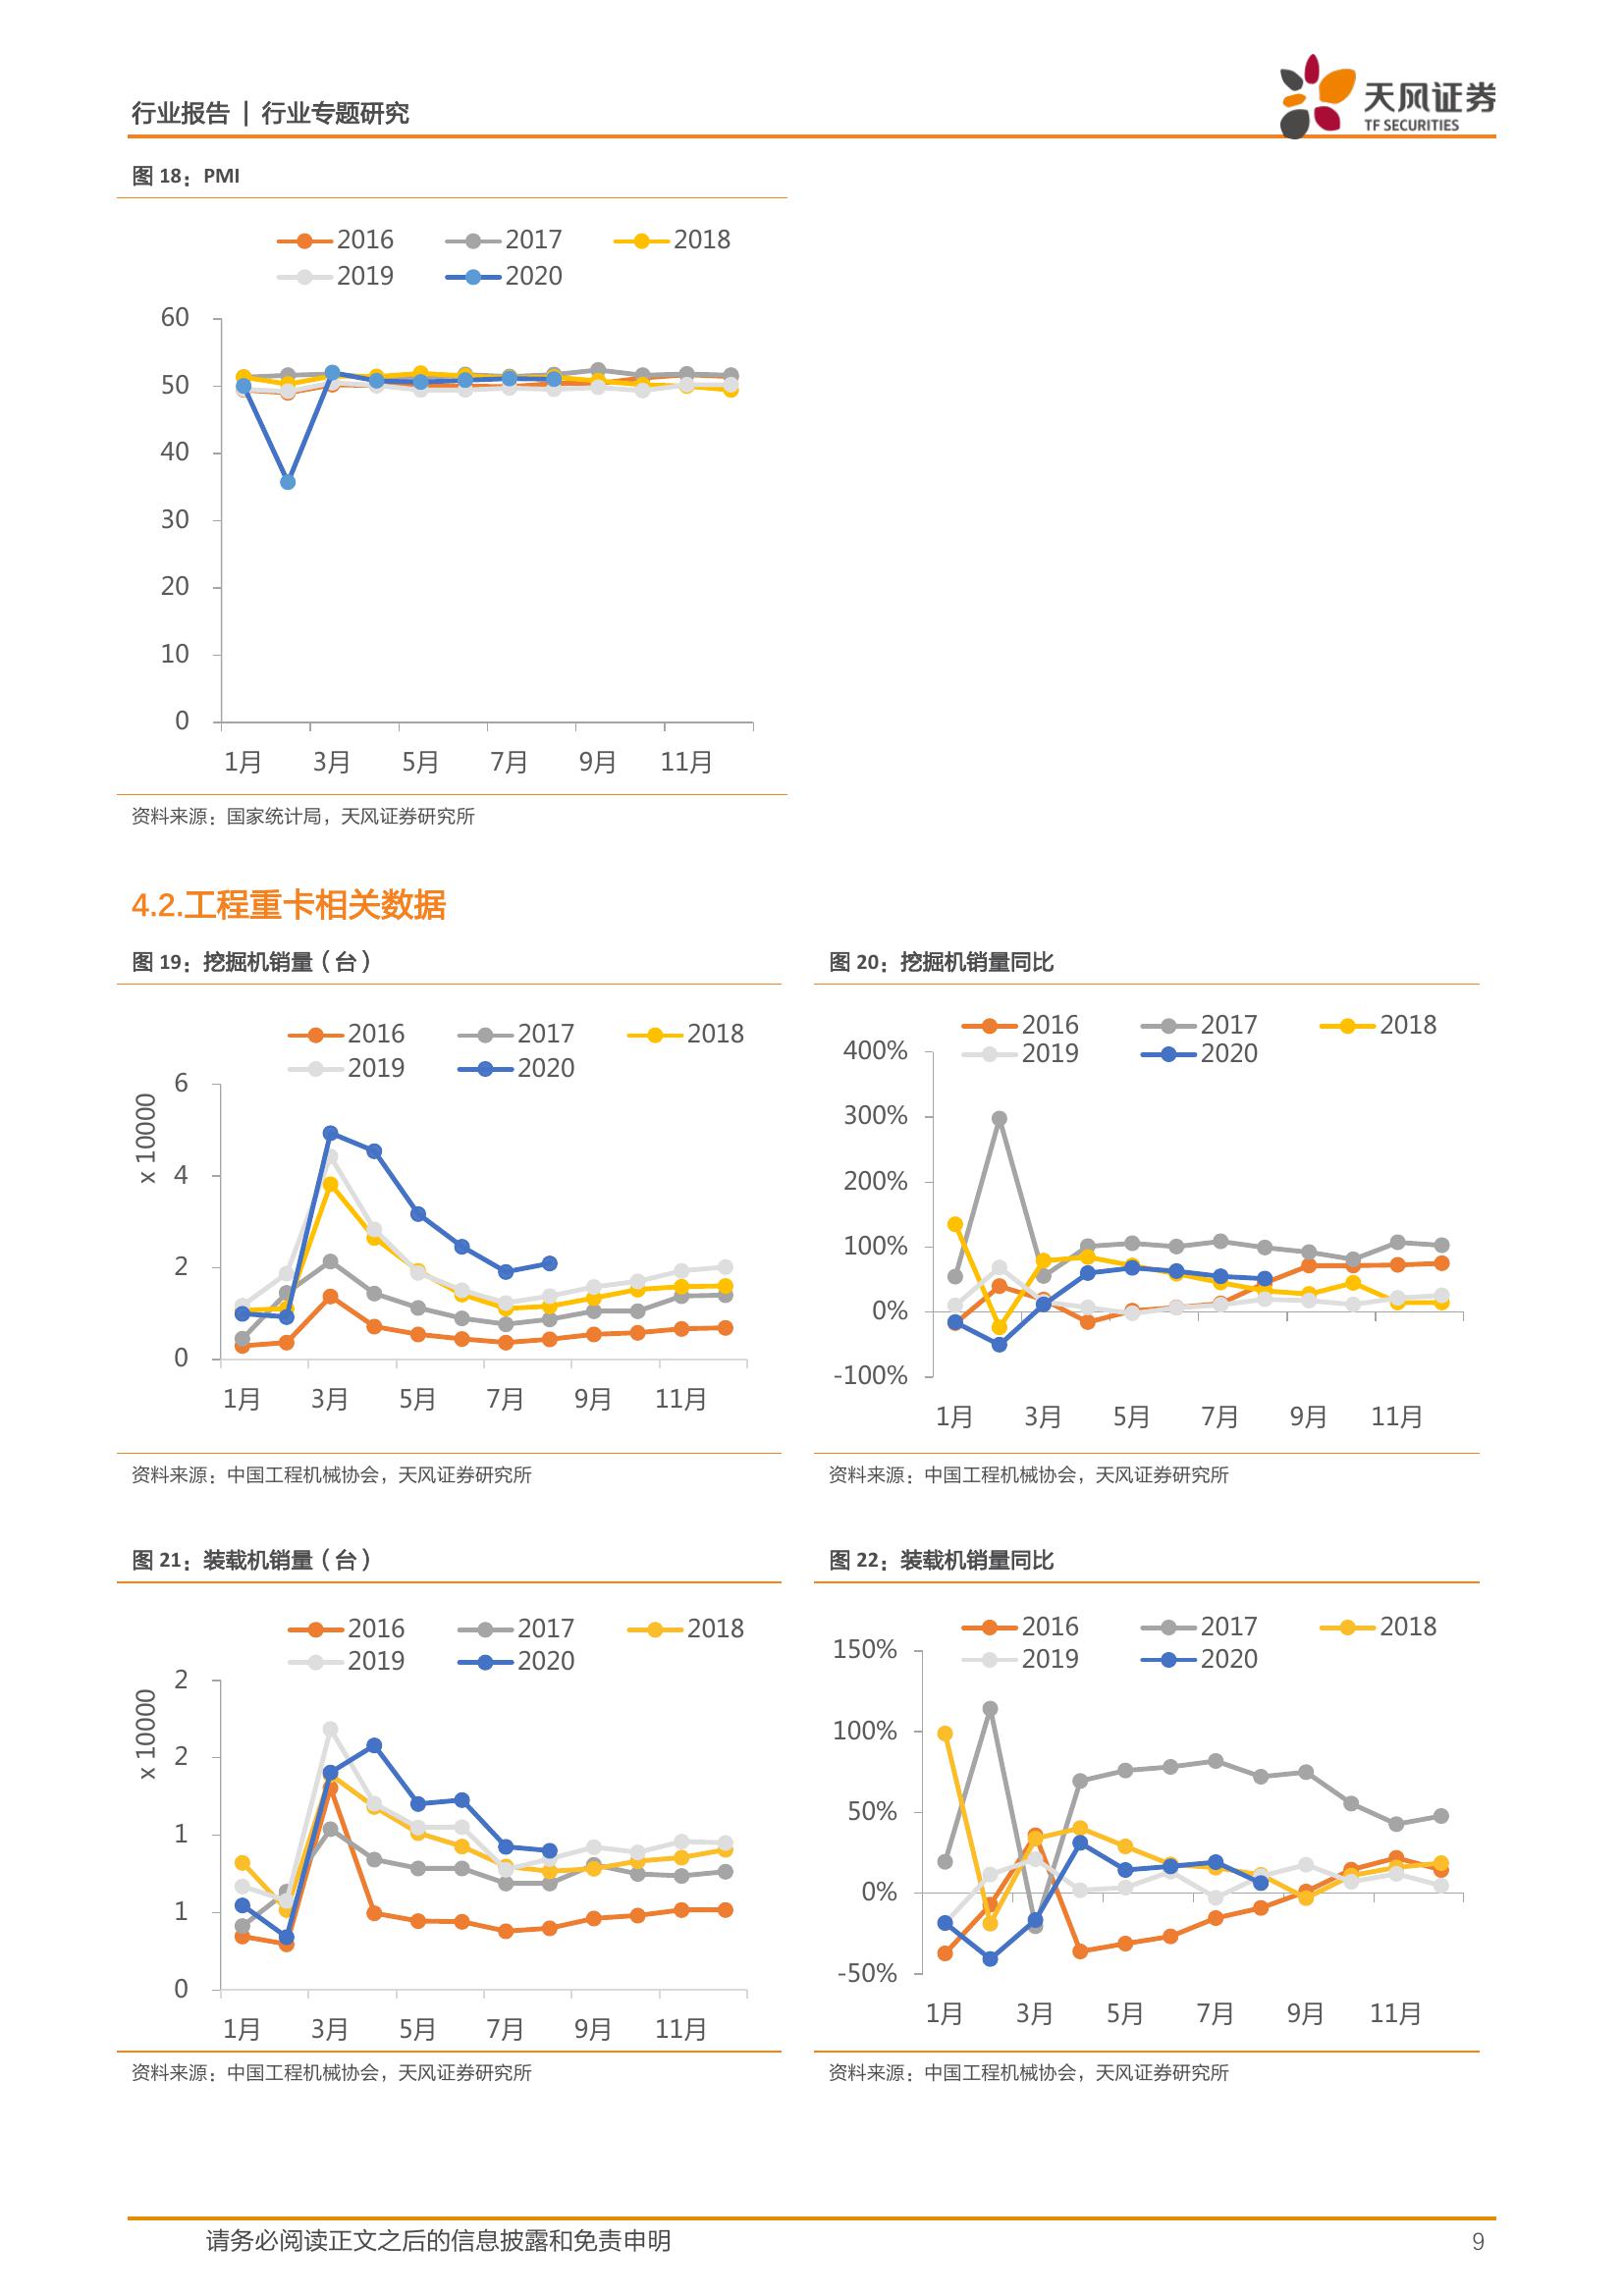 行业报告 | 行业专题研究
天风证券
TF SECURITIES
图 18：PMI
2016 2017 2018
2019 2020
60
50
40
30
20
10
0
1月 3月 5月 7月 9月 11月
资料来源：国家统计局，天风证券研究所
4.2.工程重卡相关数据
图 19：挖掘机销量（台）
2016 2017 2018
2019 2020
x 10000
6
4
2
0
1月 3月 5月 7月 9月 11月
资料来源：中国工程机械协会，天风证券研究所
图 20：挖掘机销量同比
2016 2017 2018
2019 2020
400%
300%
200%
100%
0%
-100%
1月 3月 5月 7月 9月 11月
资料来源：中国工程机械协会，天风证券研究所
图 21：装载机销量（台）
2016 2017 2018
2019 2020
x 10000
2
2
1
1
0
1月 3月 5月 7月 9月 11月
资料来源：中国工程机械协会，天风证券研究所
图 22：装载机销量同比
2016 2017 2018
2019 2020
150%
100%
50%
0%
-50%
1月 3月 5月 7月 9月 11月
资料来源：中国工程机械协会，天风证券研究所
请务必阅读正文之后的信息披露和免责申明 9